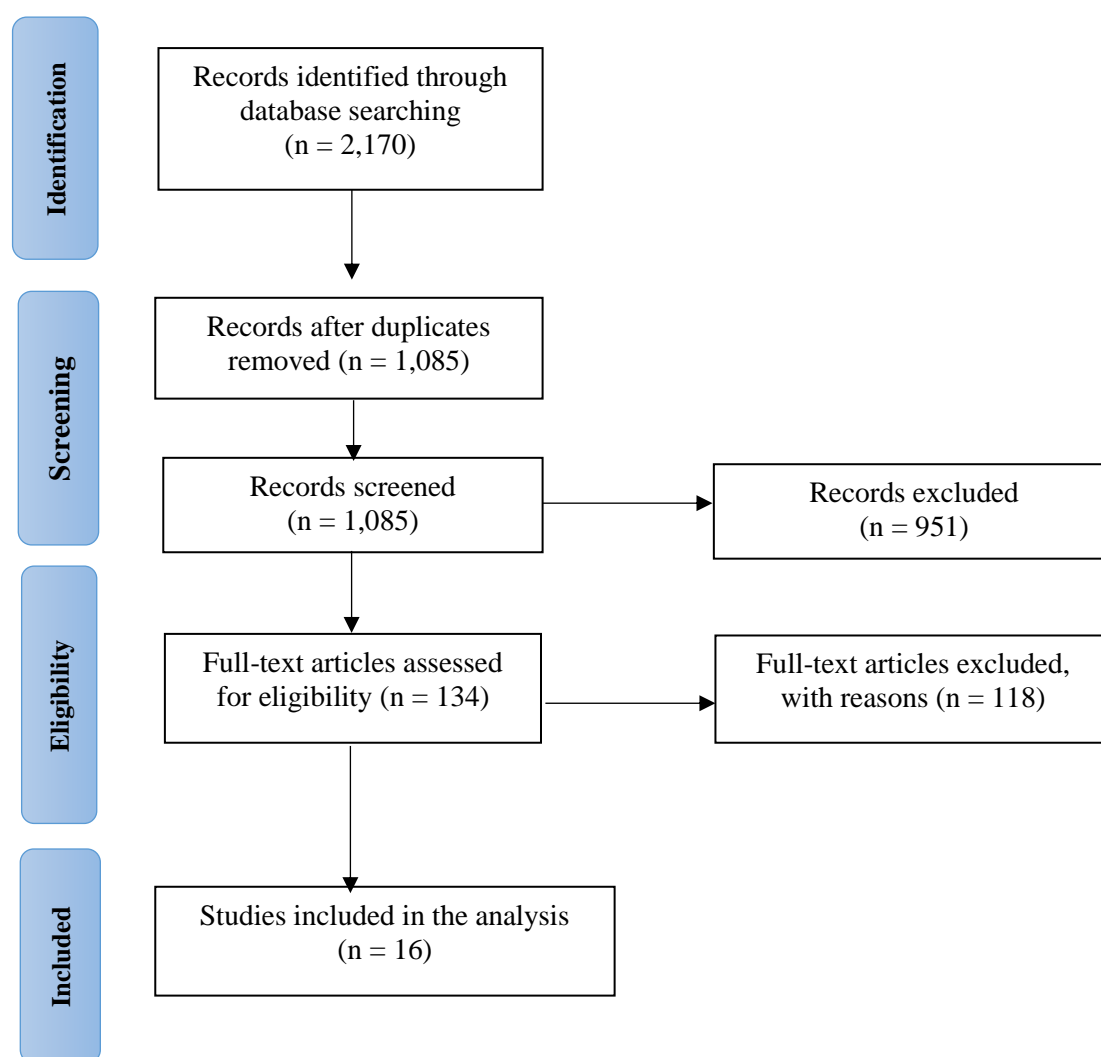 Identification
Records identified through
database searching
(n = 2,170)
Screening
Records after duplicates
removed (n = 1,085)
Records screened
(n = 1,085)
Records excluded
(n = 951)
Eligibility
Full-text articles assessed
for eligibility (n = 134)
Full-text articles excluded,
with reasons (n = 118)
Included
Studies included in the analysis
(n = 16)